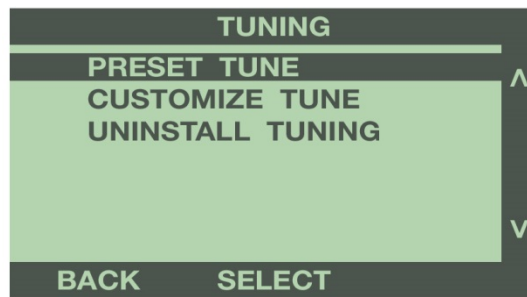 TUNING
PRESET TUNE
CUSTOMIZE TUNE
UNINSTALL TUNING
BACK SELECT